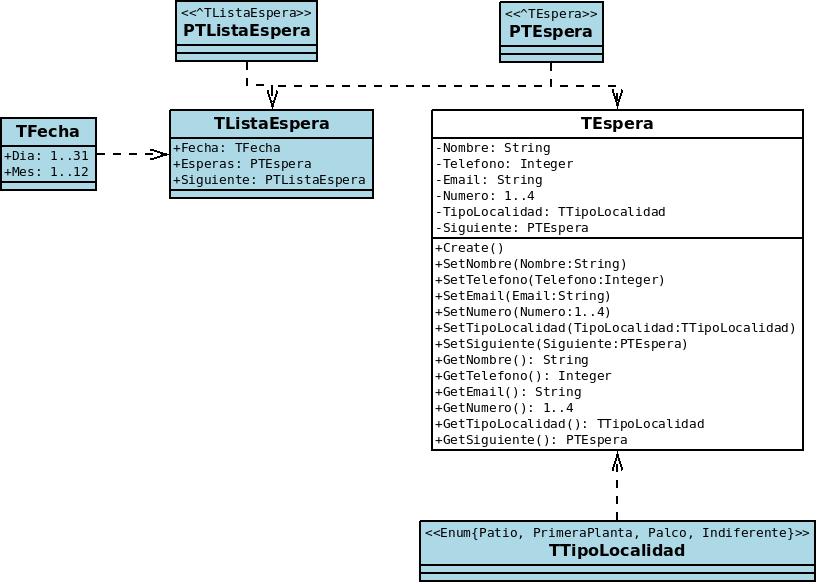 <<^TListaEspera>>
PTListaEspera
<<^TEspera>>
PTEspera
TFecha
+Dia: 1..31
+Mes: 1..12
TListaEspera
+Fecha: TFecha
+Esperas: PTEspera
+Siguiente: PTListaEspera
TEspera
-Nombre: String
-Telefono: Integer
-Email: String
-Numero: 1..4
-TipoLocalidad: TTipoLocalidad
-Siguiente: PTEspera
+Create()
+SetNombre(Nombre:String)
+SetTelefono(Telefono:Integer)
+SetEmail(Email:String)
+SetNumero(Numero:1..4)
+SetTipoLocalidad(TipoLocalidad:TTipoLocalidad)
+SetSiguiente(Siguiente:PTEspera)
+GetNombre(): String
+GetTelefono(): Integer
+GetEmail(): String
+GetNumero(): 1..4
+GetTipoLocalidad(): TTipoLocalidad
+GetSiguiente(): PTEspera
<<Enum{Patio, PrimeraPlanta, Palco, Indiferente}>>
TTipoLocalidad